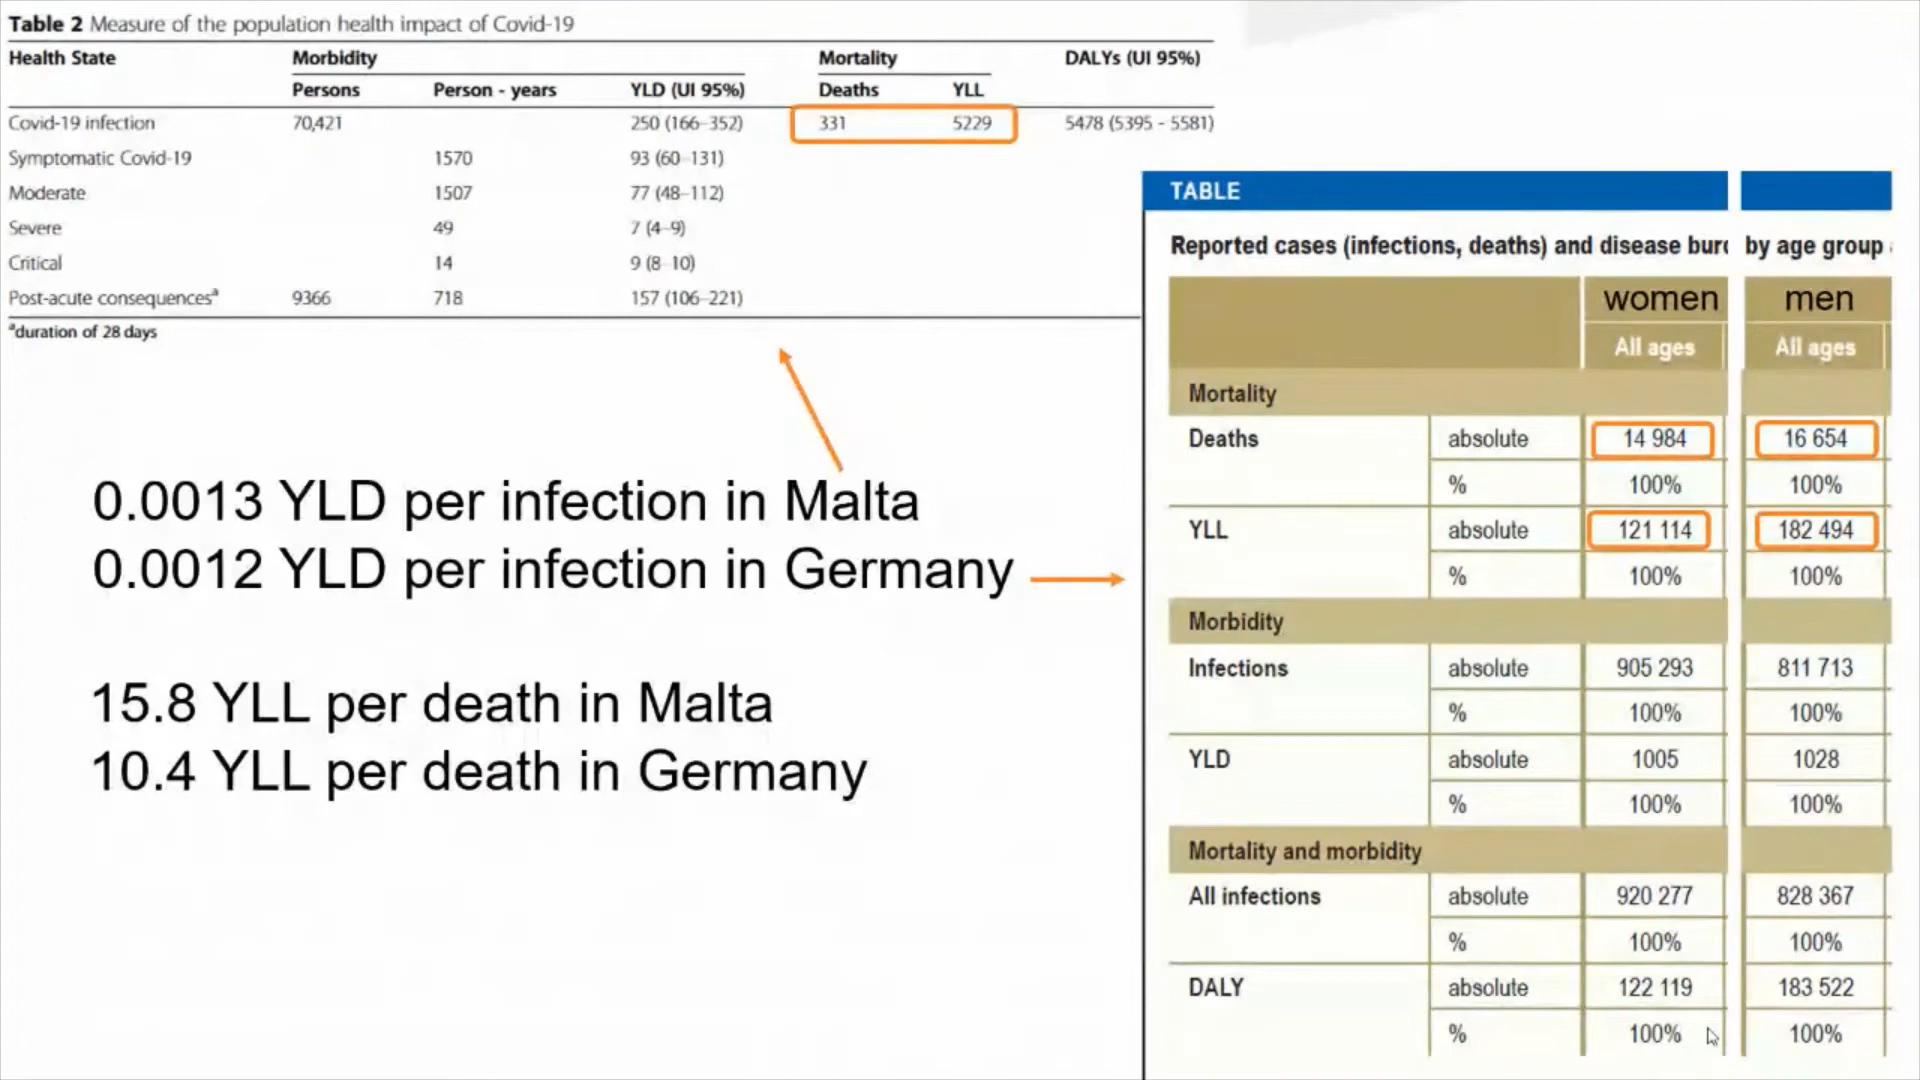 Table 2 Measure of the population health impact of Covid-19
Health State Morbidity Mortality DALYs (UI 95%)
Persons Person - years YLD (UI 95%) Deaths YLL
Covid-19 infection 70,421 250 (166–352) 331 5229 5478 (5395 - 5581)
Symptomatic Covid-19 1570 93 (60–131)
Moderate 1507 77 (48–112)
Severe 49 7 (4–9)
Critical 14 9 (8–10)
Post-acute consequencesᵃ 9366 718 157 (106–221)
ᵃduration of 28 days
0.0013 YLD per infection in Malta
0.0012 YLD per infection in Germany
15.8 YLL per death in Malta
10.4 YLL per death in Germany
TABLE
Reported cases (infections, deaths) and disease burd by age group
women men
All ages All ages
Mortality
Deaths absolute 14 984 16 654
% 100% 100%
YLL absolute 121 114 182 494
% 100% 100%
Morbidity
Infections absolute 905 293 811 713
% 100% 100%
YLD absolute 1005 1028
% 100% 100%
Mortality and morbidity
All infections absolute 920 277 828 367
% 100% 100%
DALY absolute 122 119 183 522
% 100% 100%